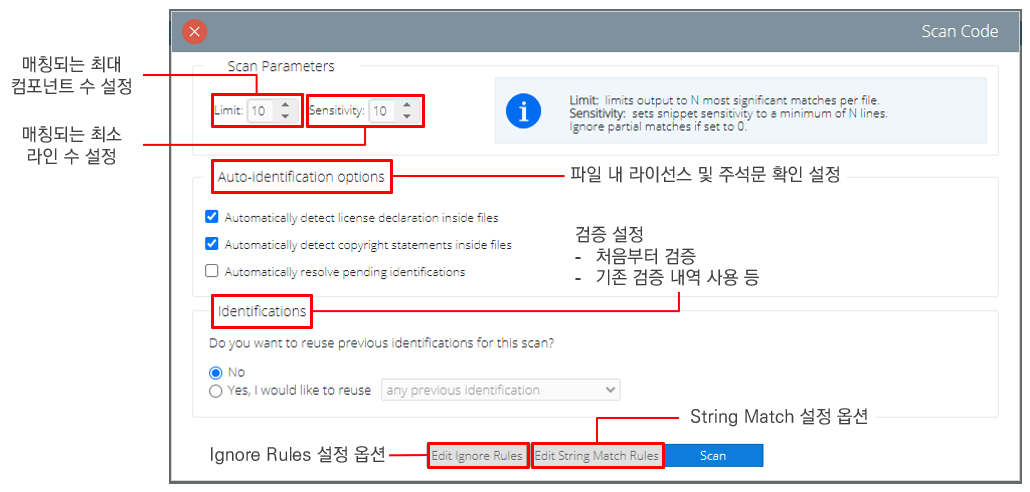 Scan Code
매칭되는 최대
컴포넌트 수 설정
Scan Parameters
Limit: 10
Sensitivity: 10
Limit: limits output to N most significant matches per file.
Sensitivity: sets snippet sensitivity to a minimum of N lines.
Ignore partial matches if set to 0.
매칭되는 최소
라인 수 설정
Auto-identification options
파일 내 라이선스 및 주석문 확인 설정
Automatically detect license declaration inside files
Automatically detect copyright statements inside files
Automatically resolve pending identifications
검증 설정
- 처음부터 검증
- 기존 검증 내역 사용 등
Identifications
Do you want to reuse previous identifications for this scan?
No
Yes, I would like to reuse any previous identification
String Match 설정 옵션
Ignore Rules 설정 옵션
Edit Ignore Rules
Edit String Match Rules
Scan